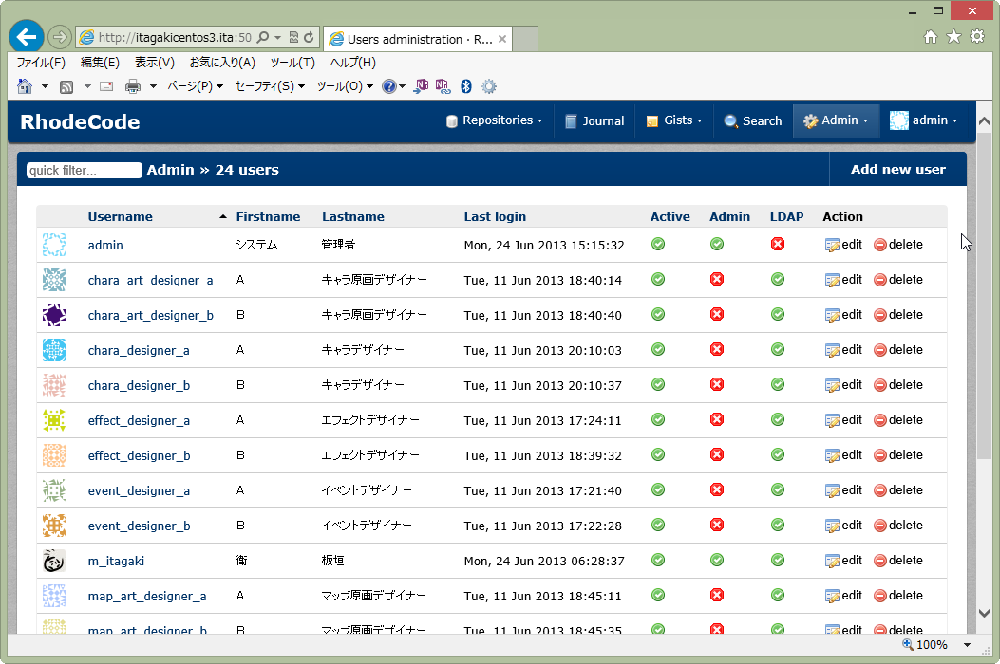 http://itagakicentos3.ita:50
Users administration · R...
ファイル(F) 編集(E) 表示(V) お気に入り(A) ツール(T) ヘルプ(H)
ページ(P) セーフティ(S) ツール(O)
RhodeCode Repositories Journal Gists Search Admin admin
quick filter... Admin » 24 users Add new user
Username Firstname Lastname Last login Active Admin LDAP Action
admin システム 管理者 Mon, 24 Jun 2013 15:15:32 edit delete
chara_art_designer_a A キャラ原画デザイナー Tue, 11 Jun 2013 18:40:14 edit delete
chara_art_designer_b B キャラ原画デザイナー Tue, 11 Jun 2013 18:40:40 edit delete
chara_designer_a A キャラデザイナー Tue, 11 Jun 2013 20:10:03 edit delete
chara_designer_b B キャラデザイナー Tue, 11 Jun 2013 20:10:37 edit delete
effect_designer_a A エフェクトデザイナー Tue, 11 Jun 2013 17:24:11 edit delete
effect_designer_b B エフェクトデザイナー Tue, 11 Jun 2013 18:39:32 edit delete
event_designer_a A イベントデザイナー Tue, 11 Jun 2013 17:21:40 edit delete
event_designer_b B イベントデザイナー Tue, 11 Jun 2013 17:22:28 edit delete
m_itagaki 衛 板垣 Mon, 24 Jun 2013 06:28:37 edit delete
map_art_designer_a A マップ原画デザイナー Tue, 11 Jun 2013 18:45:11 edit delete
map_art_designer_b B マップ原画デザイナー Tue, 11 Jun 2013 18:45:35 edit delete
100%